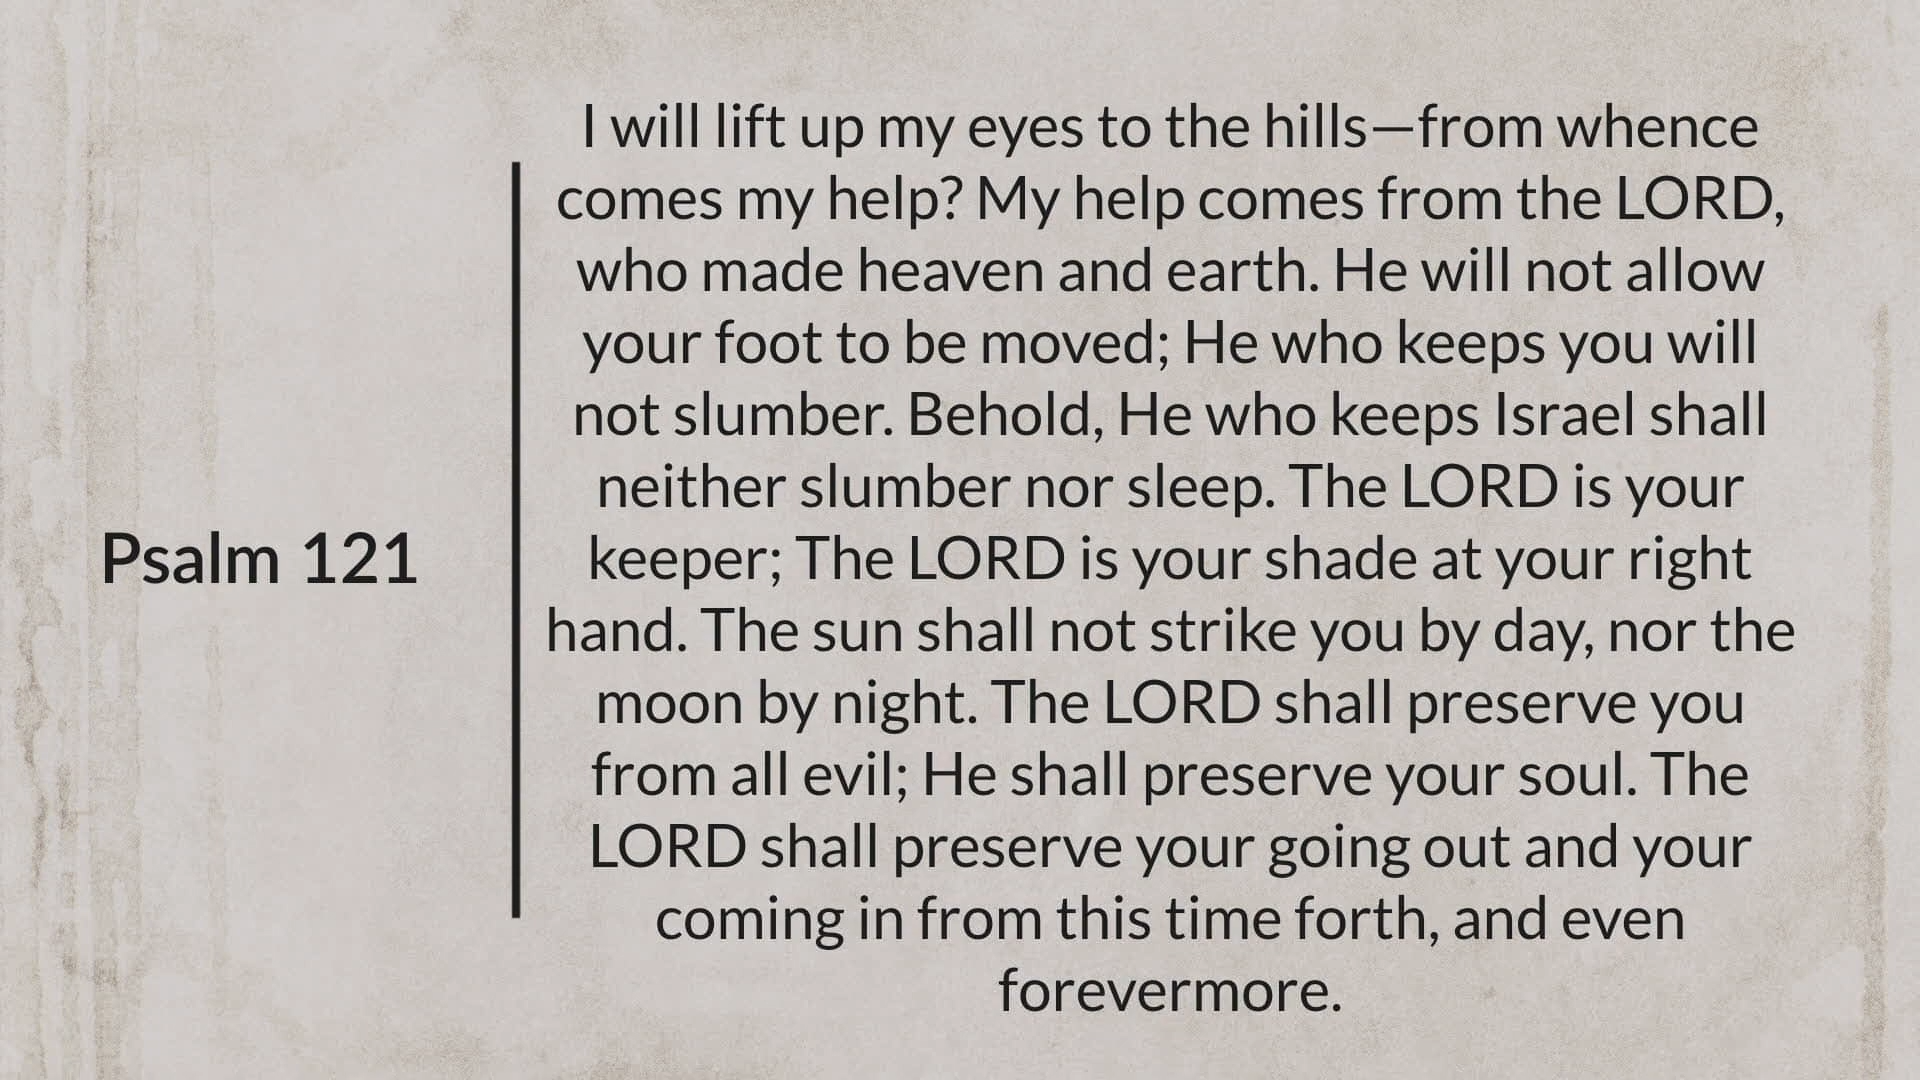 Psalm 121
I will lift up my eyes to the hills—from whence
comes my help? My help comes from the LORD,
who made heaven and earth. He will not allow
your foot to be moved; He who keeps you will
not slumber. Behold, He who keeps Israel shall
neither slumber nor sleep. The LORD is your
keeper; The LORD is your shade at your right
hand. The sun shall not strike you by day, nor the
moon by night. The LORD shall preserve you
from all evil; He shall preserve your soul. The
LORD shall preserve your going out and your
coming in from this time forth, and even
forevermore.